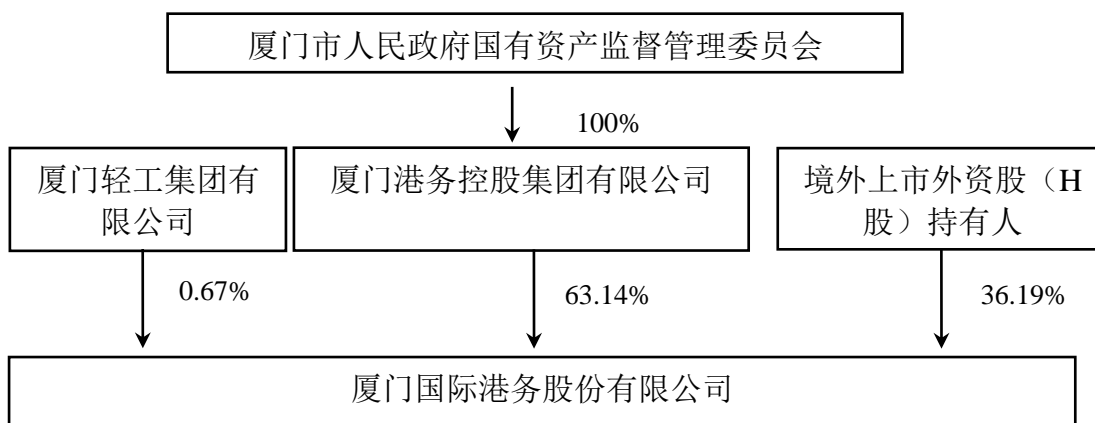 厦门市人民政府国有资产监督管理委员会
100%
厦门轻工集团有
限公司
厦门港务控股集团有限公司
境外上市外资股（H
股）持有人
0.67%
63.14%
36.19%
厦门国际港务股份有限公司